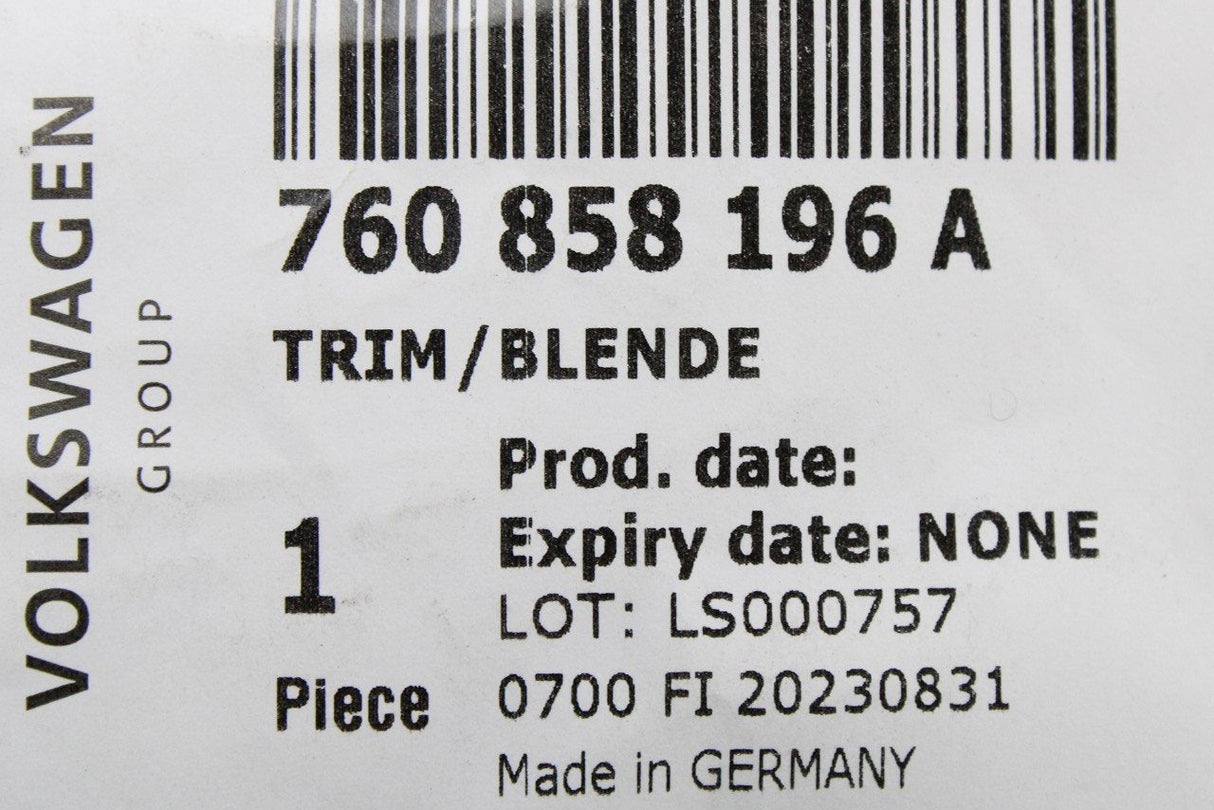 VOLKSWAGEN
GROUP
760 858 196 A
TRIM/BLENDE
Prod. date:
Expiry date: NONE
1
LOT: LS000757
Piece
0700 FI 20230831
Made in GERMANY